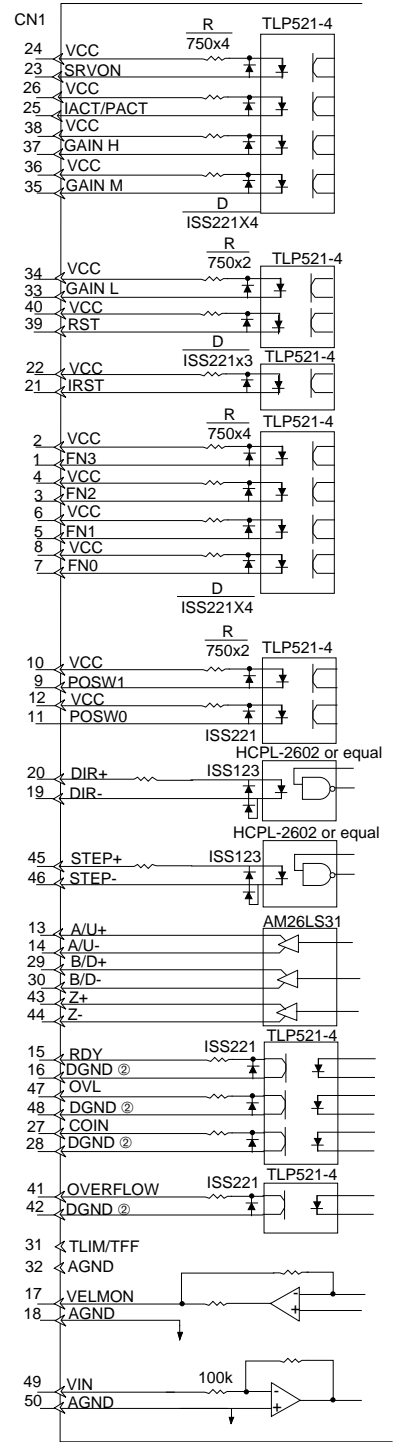 CN1
R
750x4
TLP521-4
24 VCC
23 SRVON
26 VCC
25 IACT/PACT
38 VCC
37 GAIN H
36 VCC
35 GAIN M
D
ISS221X4
R
750x2
TLP521-4
34 VCC
33 GAIN L
40 VCC
39 RST
D
ISS221x3
TLP521-4
22 VCC
21 IRST
R
750x4
TLP521-4
2 VCC
1 FN3
4 VCC
3 FN2
6 VCC
5 FN1
8 VCC
7 FN0
D
ISS221X4
R
750x2
TLP521-4
10 VCC
9 POSW1
12 VCC
11 POSW0
ISS221
HCPL-2602 or equal
20 DIR+
ISS123
19 DIR-
HCPL-2602 or equal
45 STEP+
ISS123
46 STEP-
AM26LS31
13 A/U+
14 A/U-
29 B/D+
30 B/D-
43 Z+
44 Z-
TLP521-4
15 RDY
ISS221
16 DGND ②
47 OVL
48 DGND ②
27 COIN
28 DGND ②
TLP521-4
41 OVERFLOW
ISS221
42 DGND ②
31 TLIM/TFF
32 AGND
17 VELMON
- +
18 AGND
49 VIN
100k
- +
50 AGND